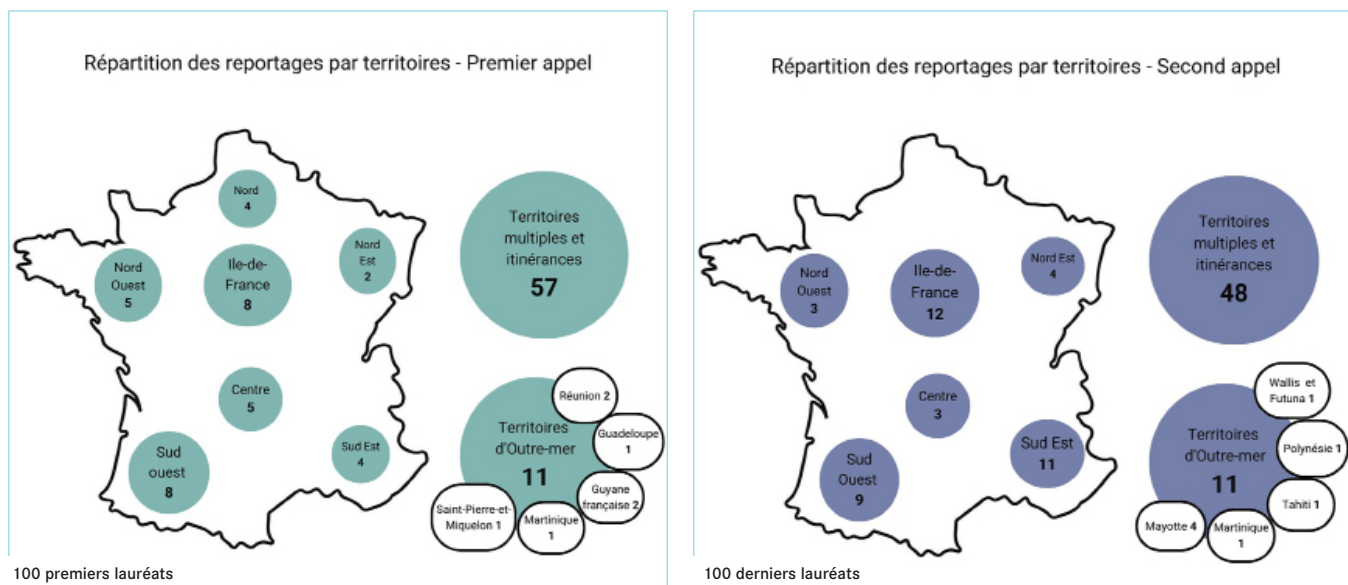 Répartition des reportages par territoires - Premier appel
Nord
4
Nord
Ouest
5
Ile-de-
France
8
Nord
Est
2
Centre
5
Sud
ouest
8
Sud Est
4
Territoires
multiples et
itinérances
57
Territoires
d'Outre-mer
11
Réunion 2
Guadeloupe
1
Guyane
française 2
Martinique
1
Saint-Pierre-et-
Miquelon 1
100 premiers lauréats
Répartition des reportages par territoires - Second appel
Nord
Ouest
3
Ile-de-
France
12
Nord Est
4
Centre
3
Sud
Ouest
9
Sud Est
11
Territoires
multiples et
itinérances
48
Territoires
d'Outre-mer
11
Wallis et
Futuna 1
Polynésie 1
Tahiti 1
Martinique
1
Mayotte 4
100 derniers lauréats